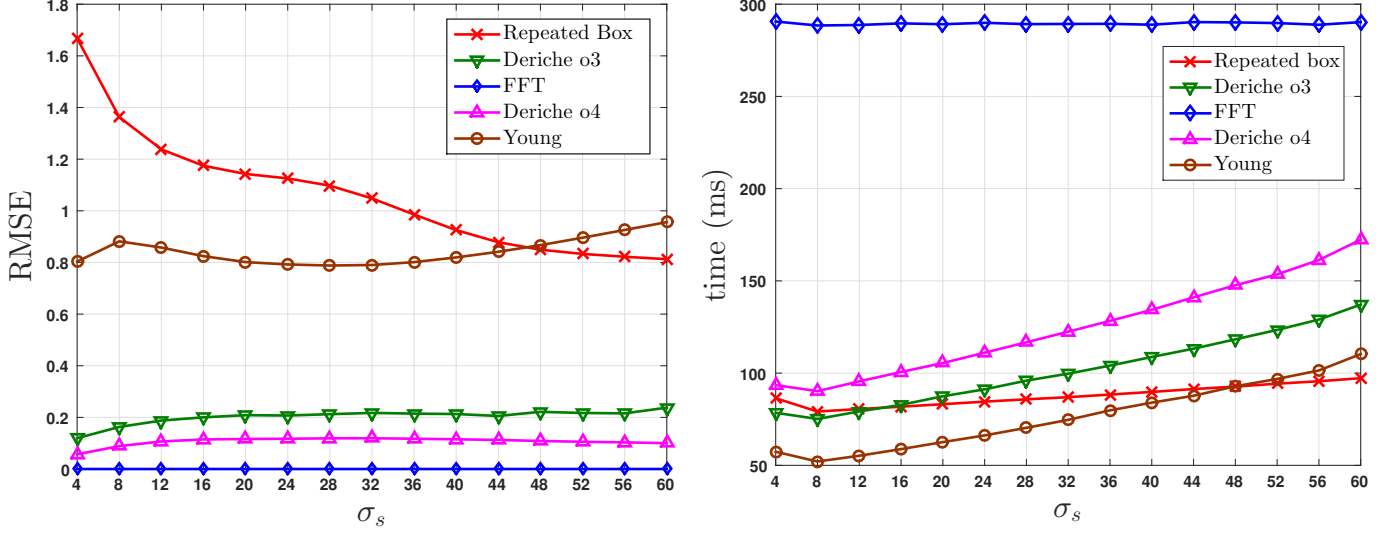 1.8
1.6
1.4
1.2
1
0.8
0.6
0.4
0.2
0
RMSE
Repeated Box
Deriche o3
FFT
Deriche o4
Young
4 8 12 16 20 24 28 32 36 40 44 48 52 56 60
σs
300
250
200
150
100
50
time (ms)
Repeated box
Deriche o3
FFT
Deriche o4
Young
4 8 12 16 20 24 28 32 36 40 44 48 52 56 60
σs